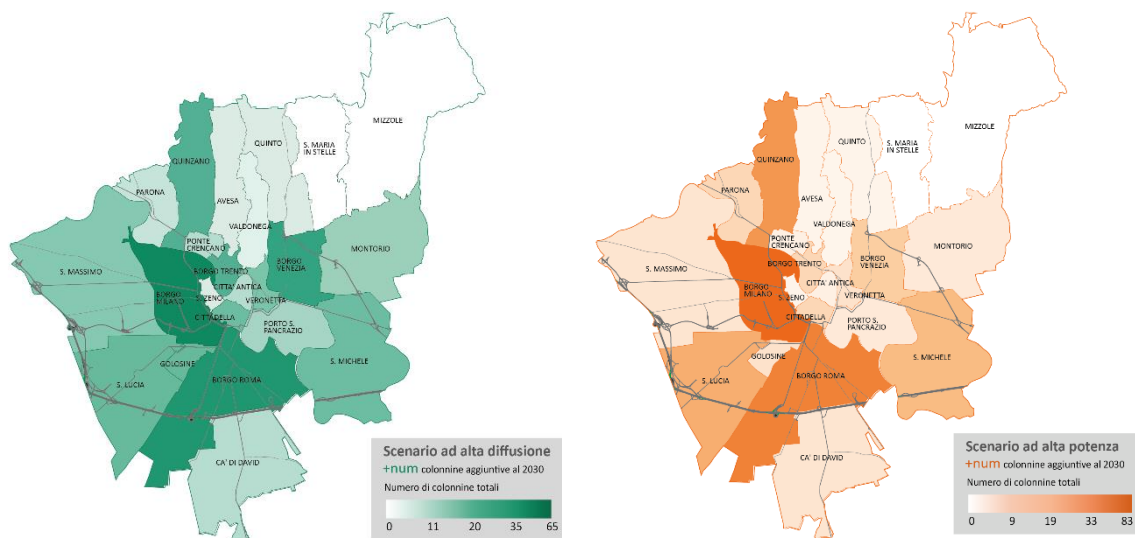 MIZZOLE
S. MARIA
IN STELLE
QUINTO
QUINZANO
PARONA
AVESA
VALDONEGA
PONTE
CRENCANO
MONTORIO
BORGO
VENEZIA
BORGO TRENTO
S. MASSIMO
CITTA' ANTICA
BORGO
MILANO
S. ZENO
VERONETTA
CITTADELLA
PORTO S.
PANCRAZIO
GOLOSINE
S. MICHELE
S. LUCIA
BORGO ROMA
CA' DI DAVID
Scenario ad alta diffusione
+num colonnine aggiuntive al 2030
Numero di colonnine totali
0 11 20 35 65
MIZZOLE
S. MARIA
IN STELLE
QUINTO
QUINZANO
PARONA
AVESA
VALDONEGA
PONTE
CRENCANO
MONTORIO
BORGO
VENEZIA
BORGO TRENTO
S. MASSIMO
CITTA' ANTICA
BORGO
MILANO
S. ZENO
VERONETTA
CITTADELLA
PORTO S.
PANCRAZIO
GOLOSINE
S. MICHELE
S. LUCIA
BORGO ROMA
CA' DI DAVID
Scenario ad alta potenza
+num colonnine aggiuntive al 2030
Numero di colonnine totali
0 9 19 33 83